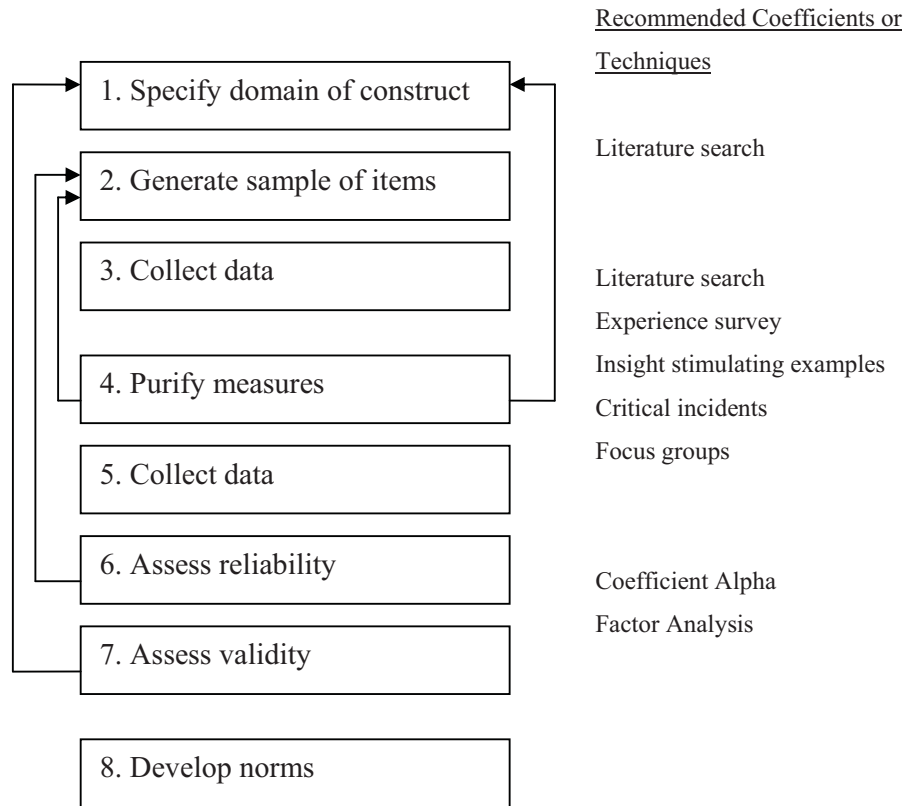 Recommended Coefficients or
Techniques
1. Specify domain of construct
Literature search
2. Generate sample of items
3. Collect data
Literature search
Experience survey
Insight stimulating examples
4. Purify measures
Critical incidents
Focus groups
5. Collect data
6. Assess reliability
Coefficient Alpha
Factor Analysis
7. Assess validity
8. Develop norms